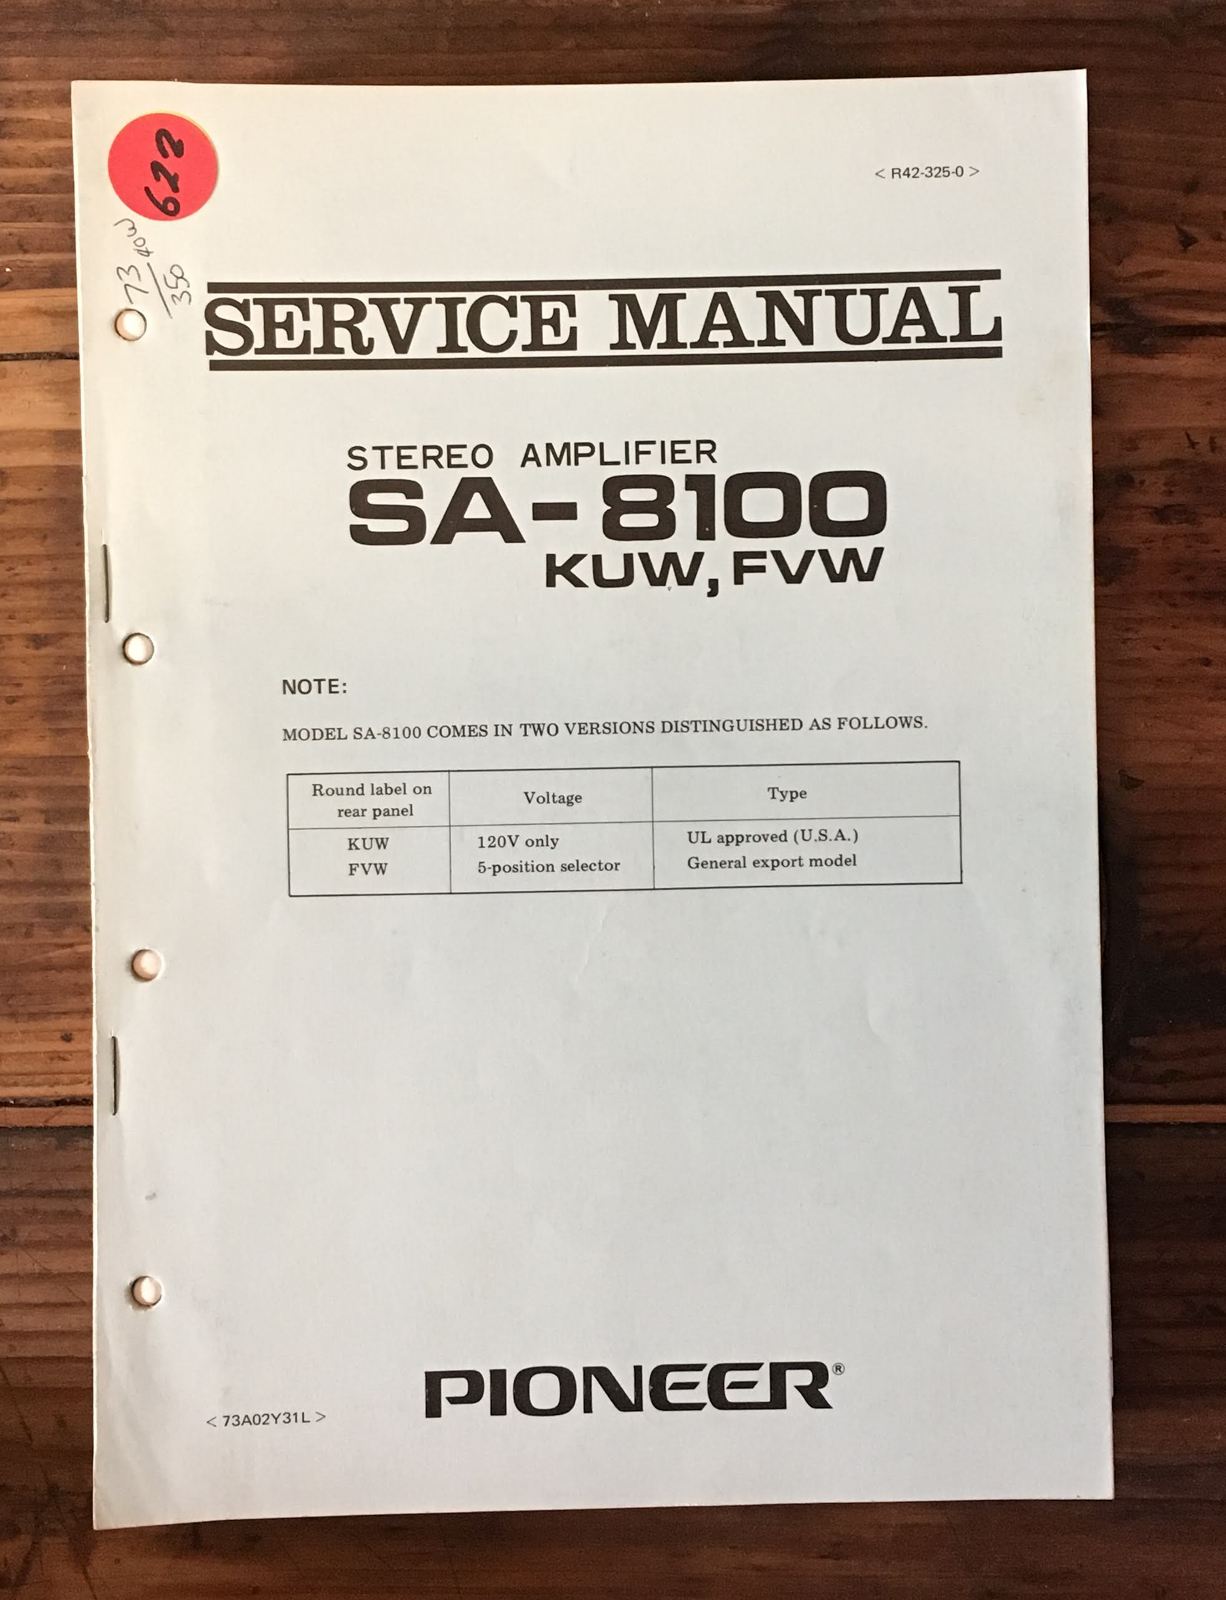 622
< R42-325-0 >
73
350
SERVICE MANUAL
STEREO AMPLIFIER
SA-8100
KUW, FVW
NOTE:
MODEL SA-8100 COMES IN TWO VERSIONS DISTINGUISHED AS FOLLOWS.
Round label on rear panel Voltage Type
KUW 120V only UL approved (U.S.A.)
FVW 5-position selector General export model
PIONEER®
< 73A02Y31L >